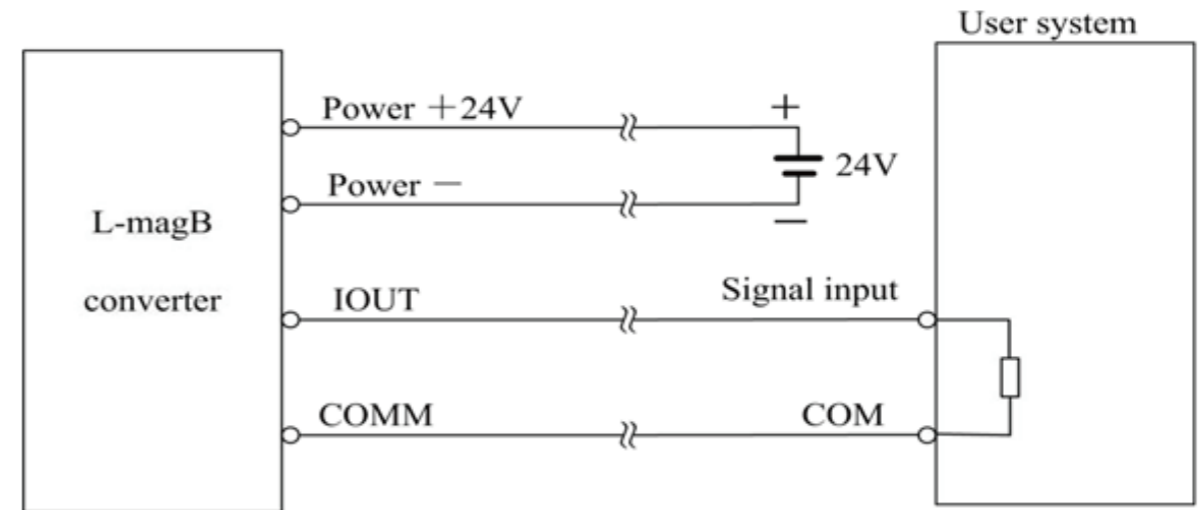 User system
Power +24V
+
24V
Power −
−
L-magB
converter
IOUT
Signal input
COMM
COM